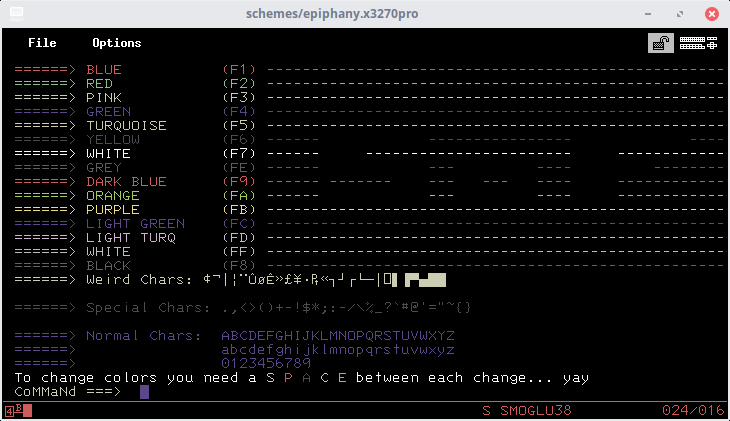 schemes/epiphany.x3270pro
File Options
======> BLUE (F1) ----------------------------------------------------
======> RED (F2) ----------------------------------------------------
======> PINK (F3) ----------------------------------------------------
======> GREEN (F4) ----------------------------------------------------
======> TURQUOISE (F5) ----------------------------------------------------
======> YELLOW (F6)
======> WHITE (F7)
======> GREY (FE)
======> DARK BLUE (F9)
======> ORANGE (FA)
======> PURPLE (FB) ----------------------------------------------------
======> LIGHT GREEN (FC) ----------------------------------------------------
======> LIGHT TURQ (FD) ----------------------------------------------------
======> WHITE (FF) ----------------------------------------------------
======> BLACK (F8) ----------------------------------------------------
======> Weird Chars: ¢¬|¦¨ÛøÊ»£¥·₧«┐┘┌└─|
======> Special Chars: .,<>()+-!$*;:-/\%_?`#@'="~{}
======> Normal Chars: ABCDEFGHIJKLMNOPQRSTUVWXYZ
======> abcdefghijklmnopqrstuvwxyz
======> 0123456789
To change colors you need a S P A C E between each change... yay
CoMMaNd ===>
4 B S SMOGLU38 024/016